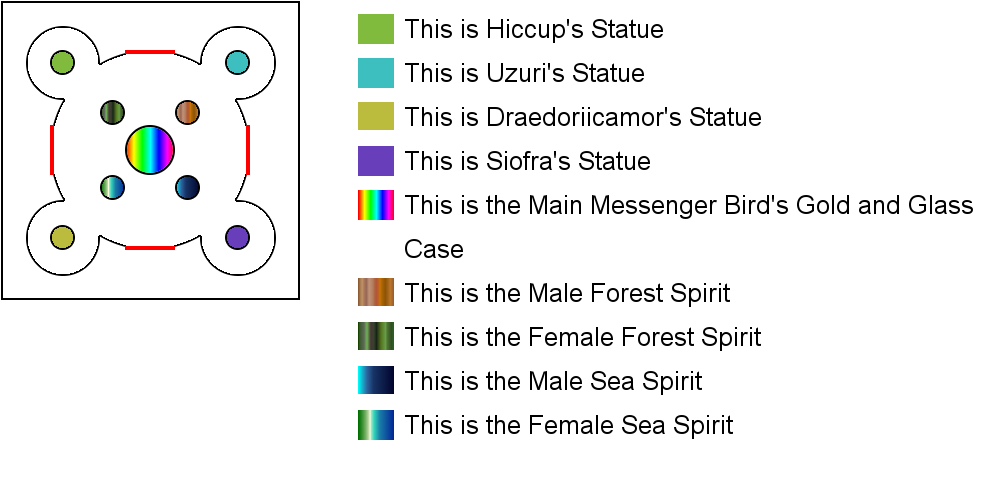 This is Hiccup's Statue
This is Uzuri's Statue
This is Draedoriicamor's Statue
This is Siofra's Statue
This is the Main Messenger Bird's Gold and Glass
Case
This is the Male Forest Spirit
This is the Female Forest Spirit
This is the Male Sea Spirit
This is the Female Sea Spirit